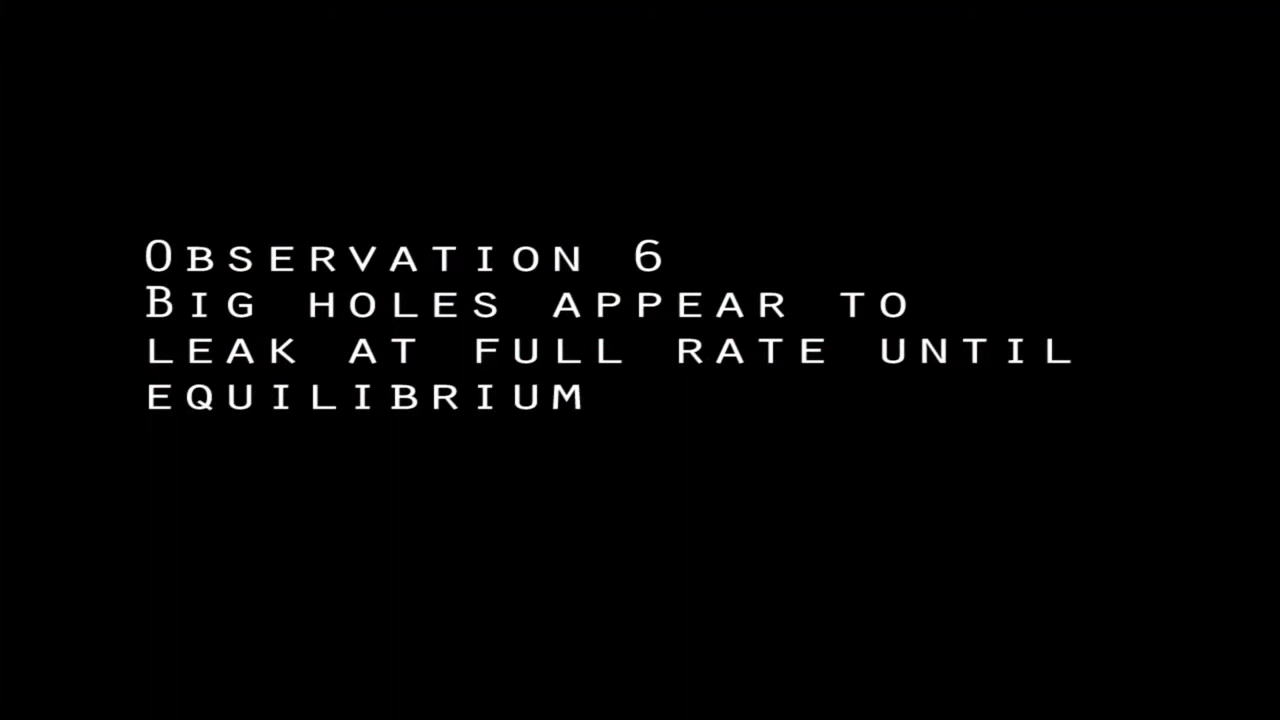 Observation 6
Big holes appear to
leak at full rate until
equilibrium